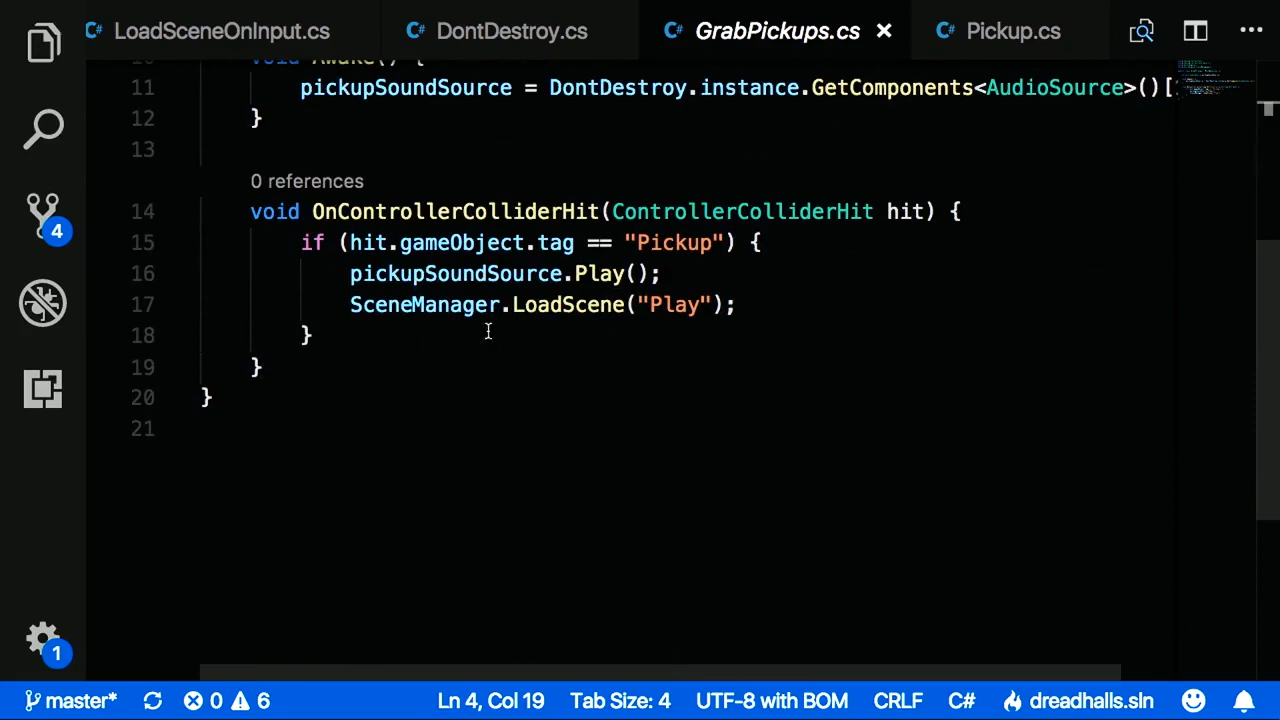 LoadSceneOnInput.cs DontDestroy.cs GrabPickups.cs Pickup.cs
void Awake() {
11 pickupSoundSource = DontDestroy.instance.GetComponents<AudioSource>()[
12 }
13
0 references
14 void OnControllerColliderHit(ControllerColliderHit hit) {
15 if (hit.gameObject.tag == "Pickup") {
16 pickupSoundSource.Play();
17 SceneManager.LoadScene("Play");
18 }
19 }
20 }
21
4
1
master* 0 6 Ln 4, Col 19 Tab Size: 4 UTF-8 with BOM CRLF C# dreadhalls.sln